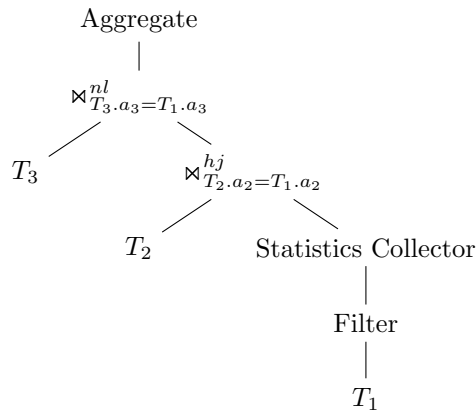 Aggregate
⋈^{nl}_{T_3.a_3=T_1.a_3}
T_3
⋈^{hj}_{T_2.a_2=T_1.a_2}
T_2
Statistics Collector
Filter
T_1